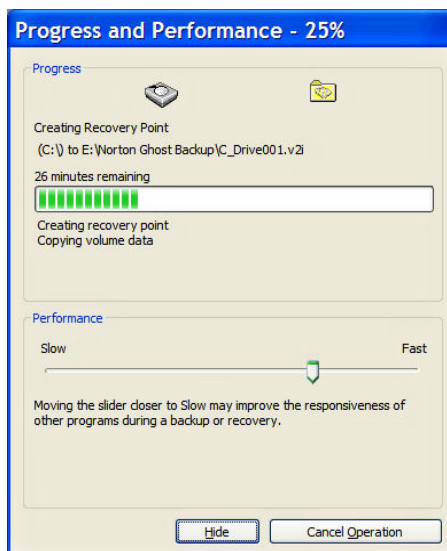 Progress and Performance - 25%
Progress
Creating Recovery Point
(C:\) to E:\Norton Ghost Backup\C_Drive001.v2i
26 minutes remaining
Creating recovery point
Copying volume data
Performance
Slow Fast
Moving the slider closer to Slow may improve the responsiveness of
other programs during a backup or recovery.
Hide Cancel Operation